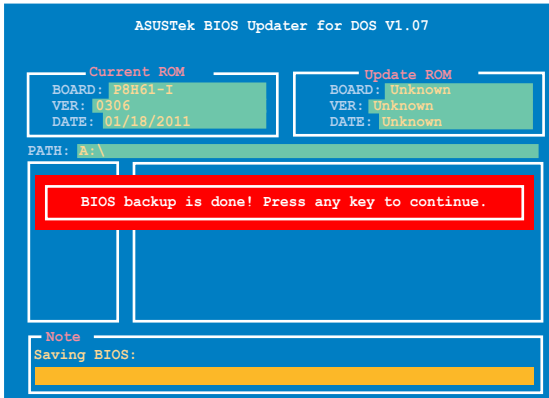 ASUSTek BIOS Updater for DOS V1.07
Current ROM
BOARD: P8H61-I
VER: 0306
DATE: 01/18/2011
Update ROM
BOARD: Unknown
VER: Unknown
DATE: Unknown
PATH: A:\
BIOS backup is done! Press any key to continue.
Note
Saving BIOS: